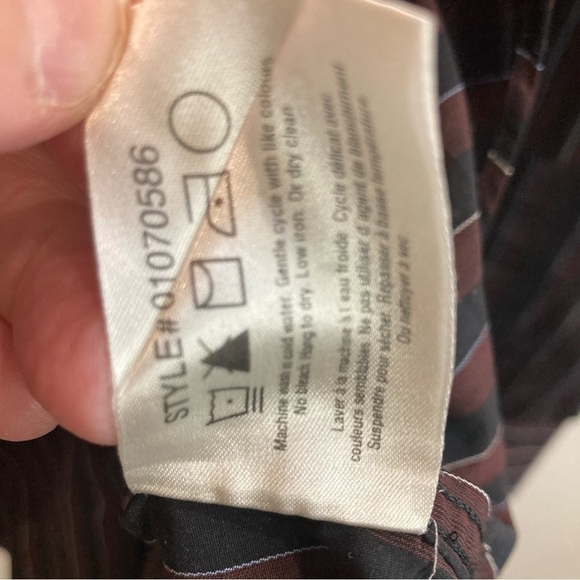 STYLE# 01070586
Machine wash in cold water. Gentle cycle with like colours.
No bleach. Hang to dry. Low iron. Or dry clean
Laver à la machine à l eau froide. Cycle délicat avec
couleurs semblables. Ne pas utiliser d agent de blanchiment
Suspendre pour sécher. Repasser à basse température
Ou nettoyer à sec